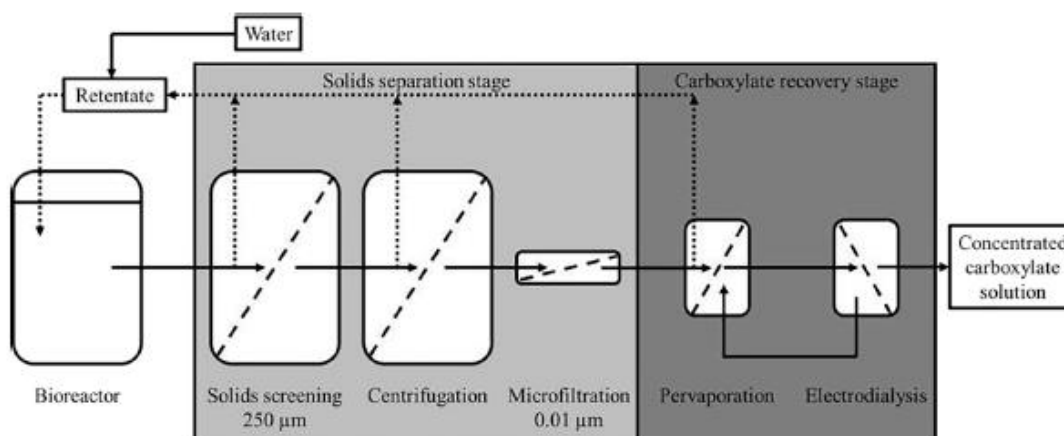 Water
Solids separation stage
Carboxylate recovery stage
Retentate
Concentrated
carboxylate
solution
Bioreactor
Solids screening
250 µm
Centrifugation
Microfiltration
0.01 µm
Pervaporation
Electrodialysis